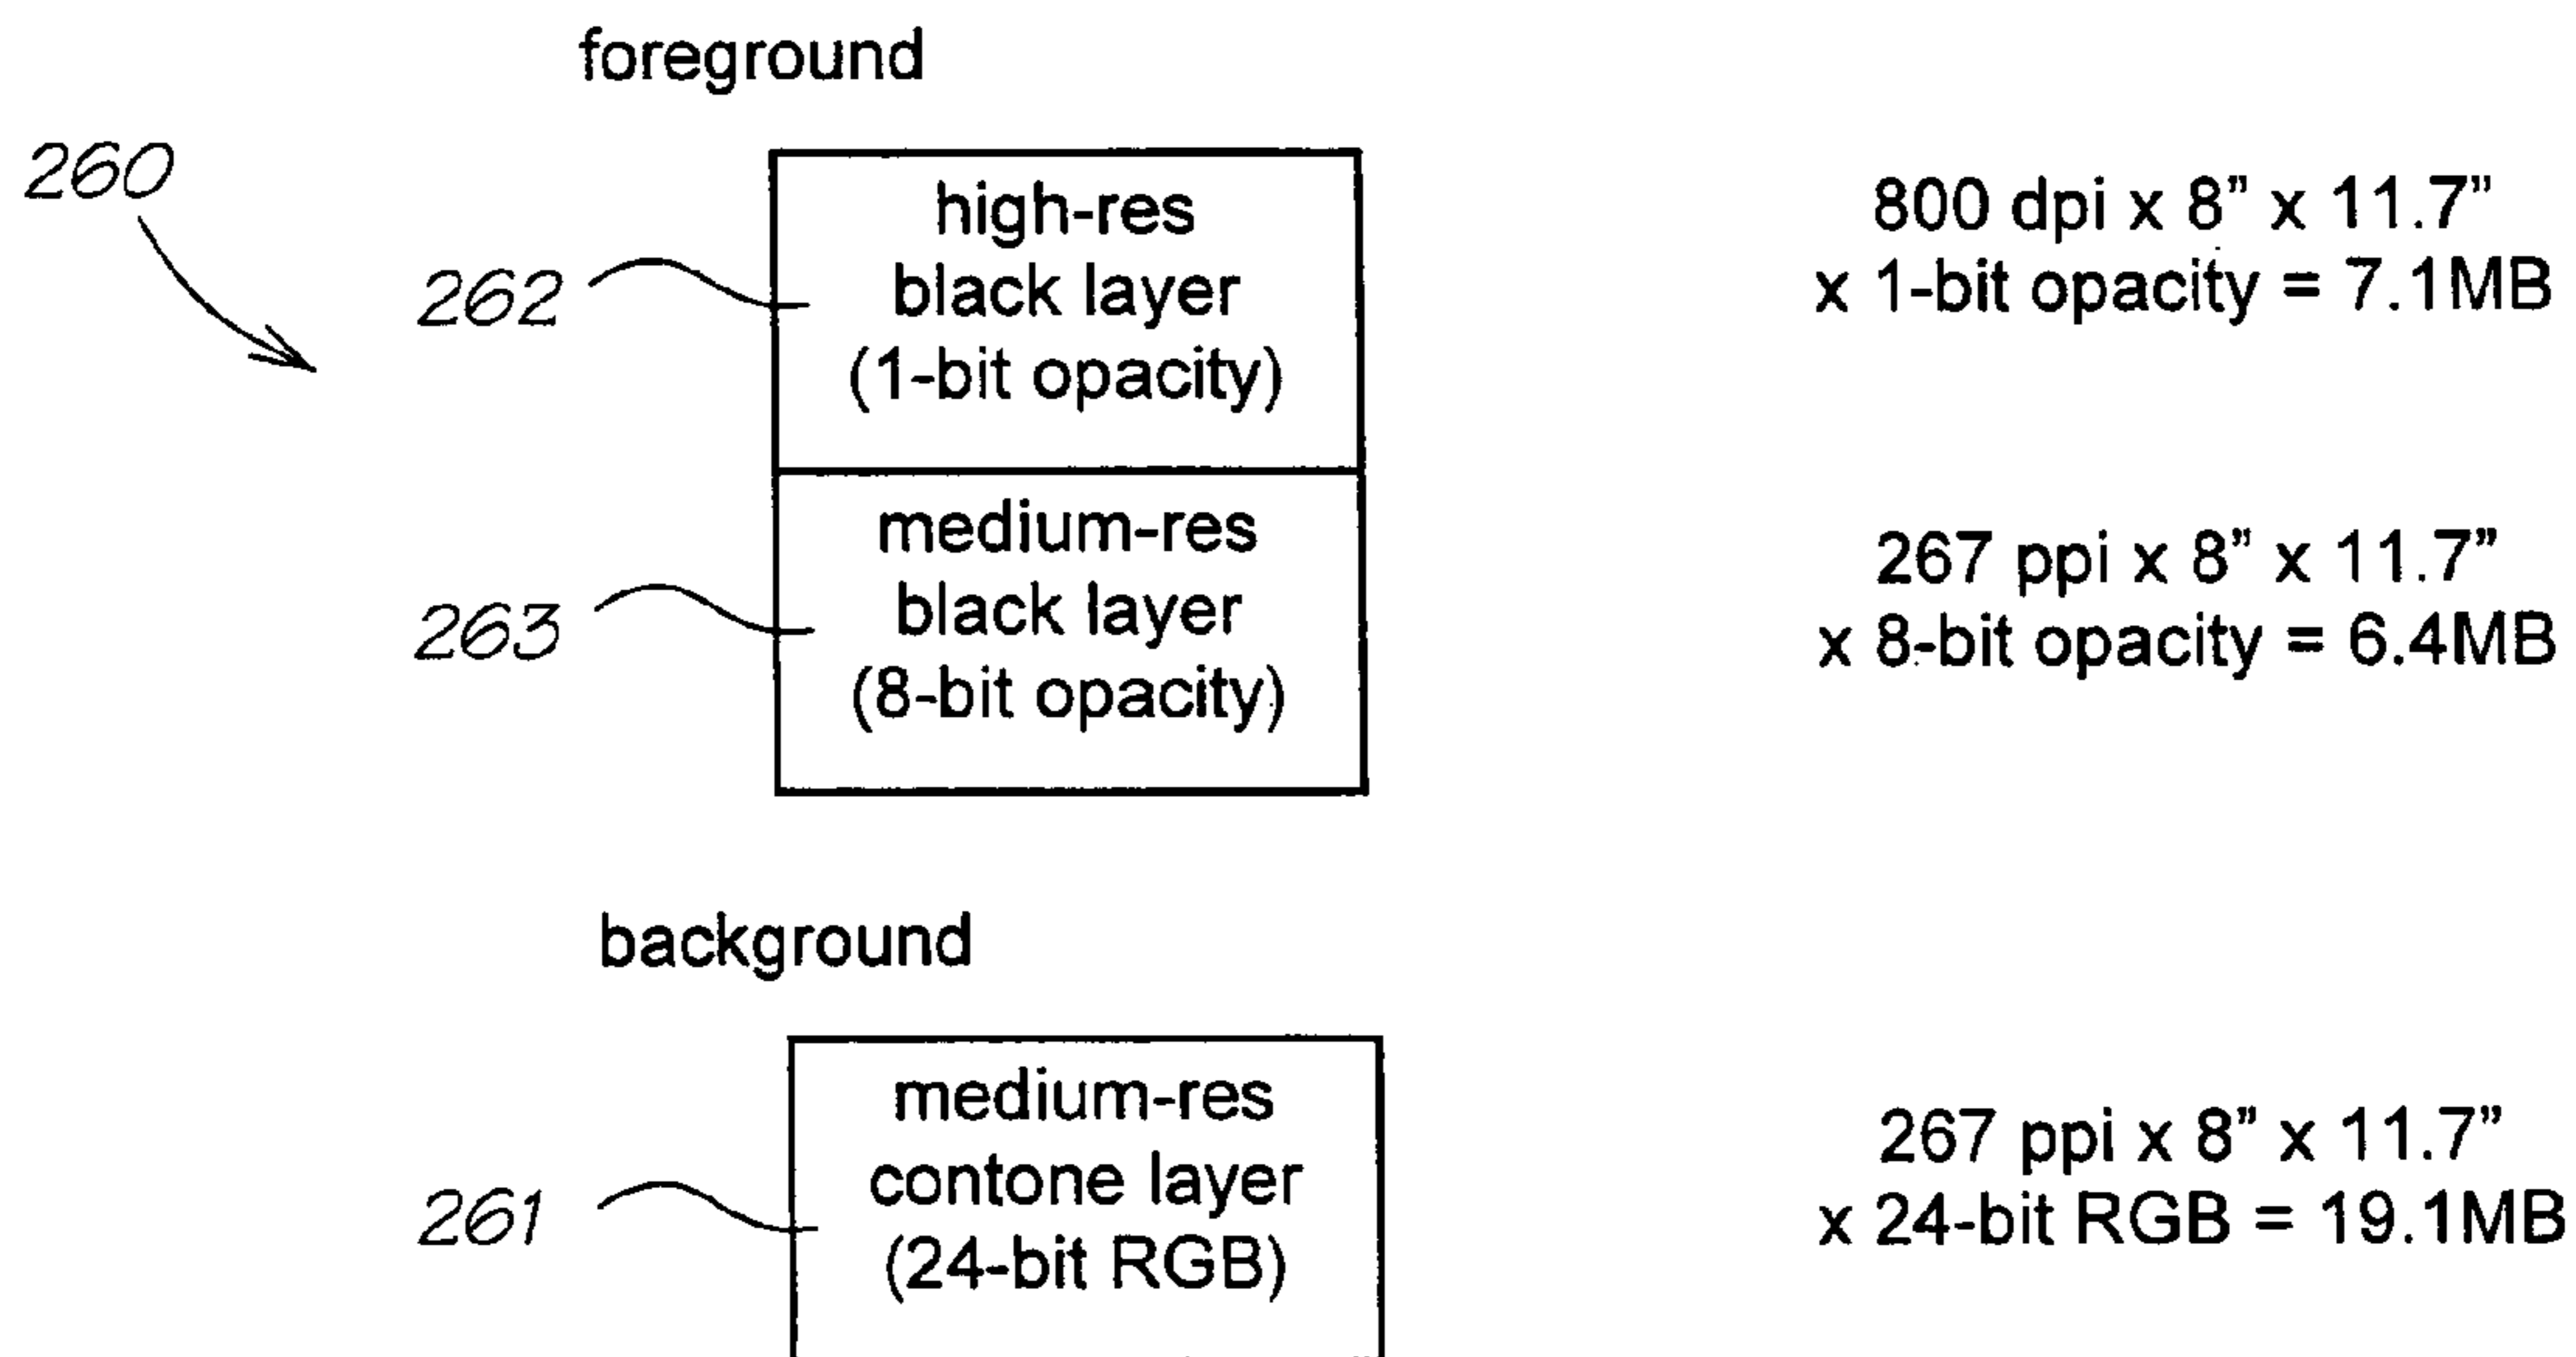 foreground
260
high-res
black layer
(1-bit opacity)
262
800 dpi x 8” x 11.7”
x 1-bit opacity = 7.1MB
medium-res
black layer
(8-bit opacity)
263
267 ppi x 8” x 11.7”
x 8-bit opacity = 6.4MB
background
medium-res
contone layer
(24-bit RGB)
261
267 ppi x 8” x 11.7”
x 24-bit RGB = 19.1MB